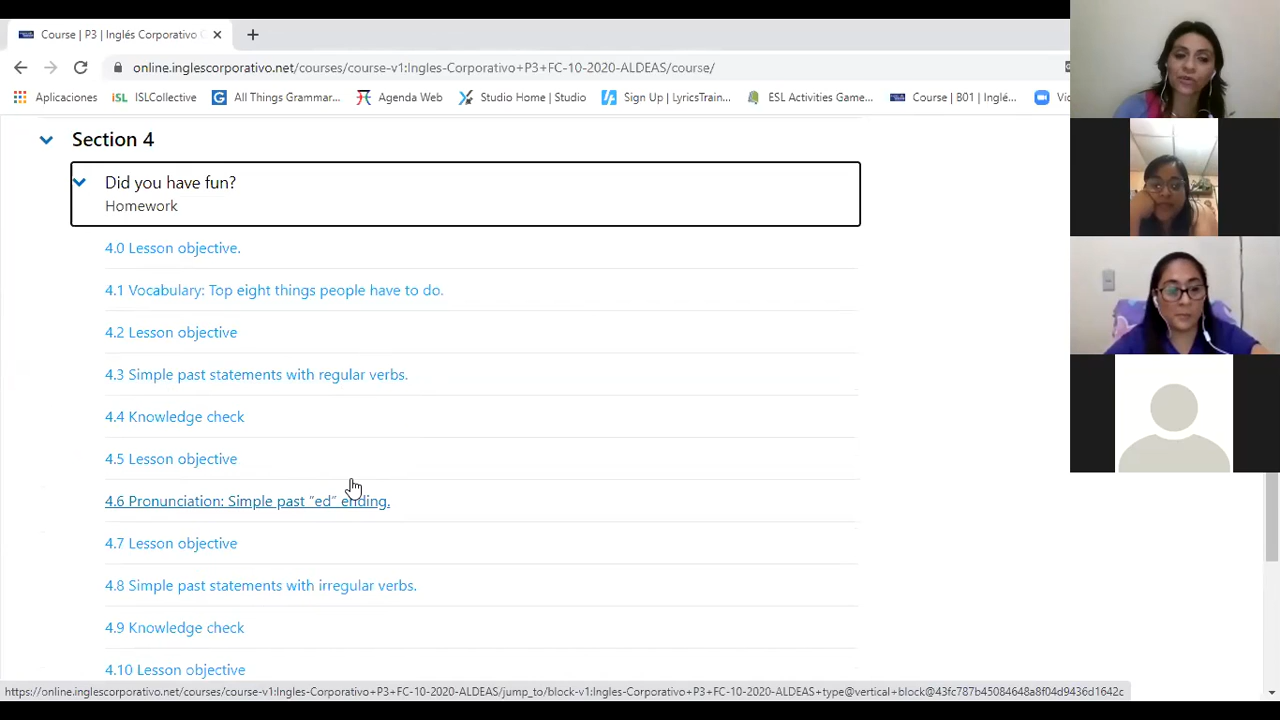 Course | P3 | Inglés Corporativo
online.inglescorporativo.net/courses/course-v1:Ingles-Corporativo+P3+FC-10-2020-ALDEAS/course/
Aplicaciones ISLCollective All Things Grammar... Agenda Web Studio Home | Studio Sign Up | LyricsTrain... ESL Activities Game... Course | B01 | Inglé...
Section 4
Did you have fun?
Homework
4.0 Lesson objective.
4.1 Vocabulary: Top eight things people have to do.
4.2 Lesson objective
4.3 Simple past statements with regular verbs.
4.4 Knowledge check
4.5 Lesson objective
4.6 Pronunciation: Simple past “ed” ending.
4.7 Lesson objective
4.8 Simple past statements with irregular verbs.
4.9 Knowledge check
4.10 Lesson objective
https://online.inglescorporativo.net/courses/course-v1:Ingles-Corporativo+P3+FC-10-2020-ALDEAS/jump_to/block-v1:Ingles-Corporativo+P3+FC-10-2020-ALDEAS+type@vertical+block@43fc787b45084648a8f04d9436d1642c